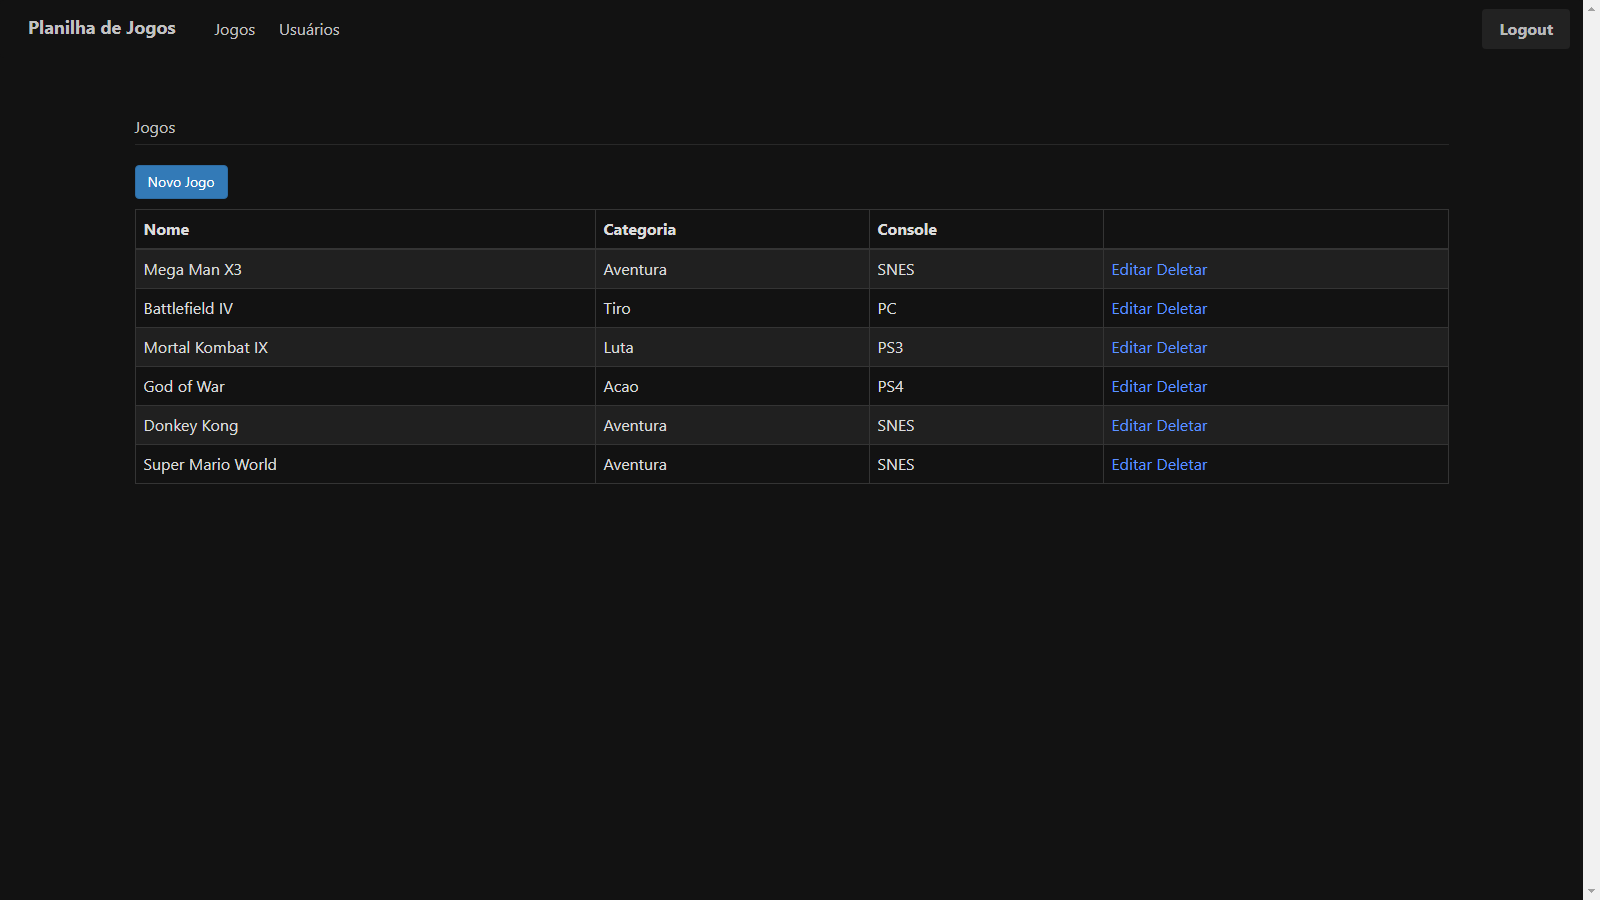 Planilha de Jogos Jogos Usuários Logout
Jogos
Novo Jogo
Nome Categoria Console
Mega Man X3 Aventura SNES Editar Deletar
Battlefield IV Tiro PC Editar Deletar
Mortal Kombat IX Luta PS3 Editar Deletar
God of War Acao PS4 Editar Deletar
Donkey Kong Aventura SNES Editar Deletar
Super Mario World Aventura SNES Editar Deletar